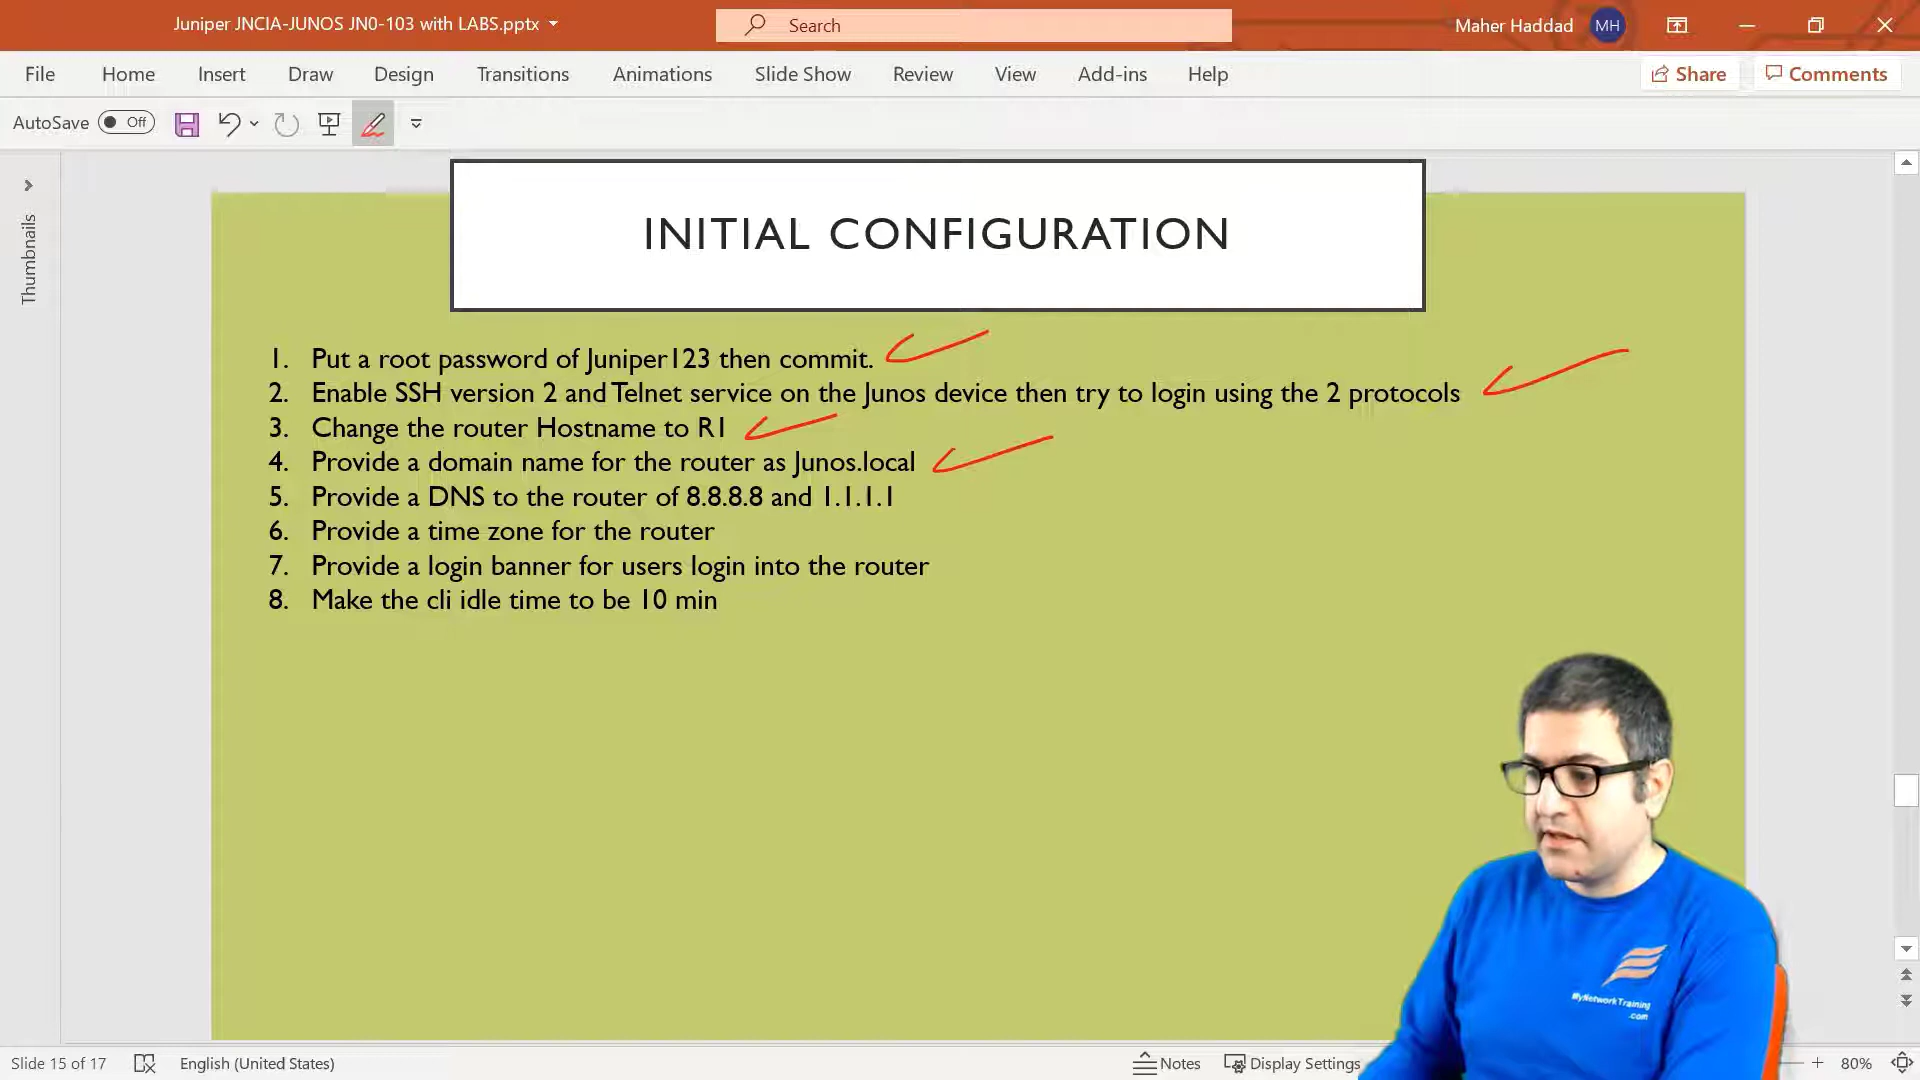 Juniper JNCIA-JUNOS JN0-103 with LABS.pptx
Search
Maher Haddad
MH
File Home Insert Draw Design Transitions Animations Slide Show Review View Add-ins Help
Share
Comments
AutoSave Off
Thumbnails
INITIAL CONFIGURATION
1. Put a root password of Juniper123 then commit.
2. Enable SSH version 2 and Telnet service on the Junos device then try to login using the 2 protocols
3. Change the router Hostname to R1
4. Provide a domain name for the router as Junos.local
5. Provide a DNS to the router of 8.8.8.8 and 1.1.1.1
6. Provide a time zone for the router
7. Provide a login banner for users login into the router
8. Make the cli idle time to be 10 min
MyNetworkTraining
.com
Slide 15 of 17
English (United States)
Notes
Display Settings
80%